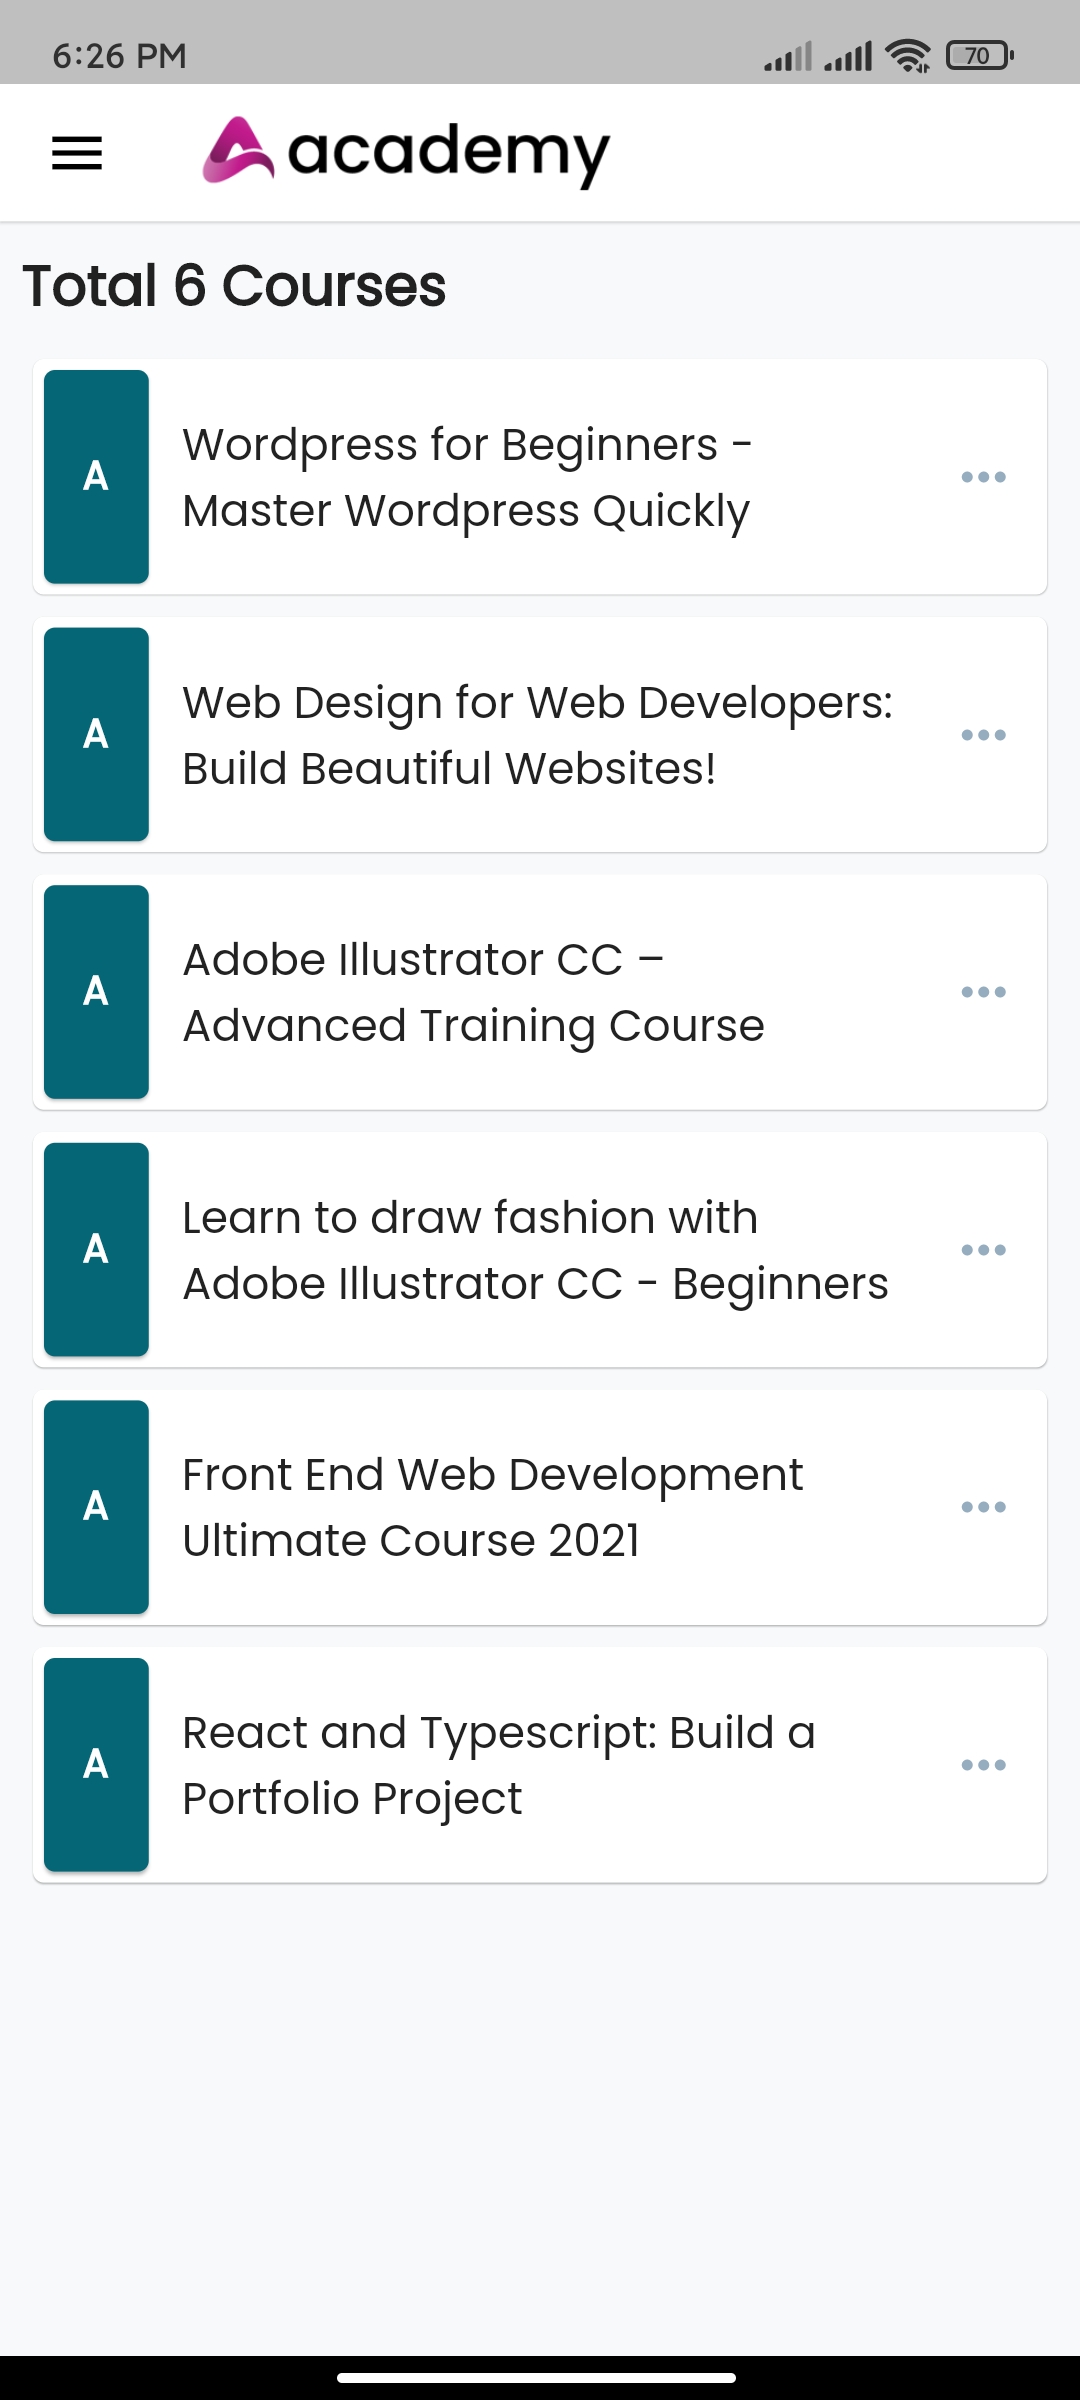 6:26 PM
70
academy
Total 6 Courses
A
Wordpress for Beginners -
Master Wordpress Quickly
A
Web Design for Web Developers:
Build Beautiful Websites!
A
Adobe Illustrator CC –
Advanced Training Course
A
Learn to draw fashion with
Adobe Illustrator CC - Beginners
A
Front End Web Development
Ultimate Course 2021
A
React and Typescript: Build a
Portfolio Project